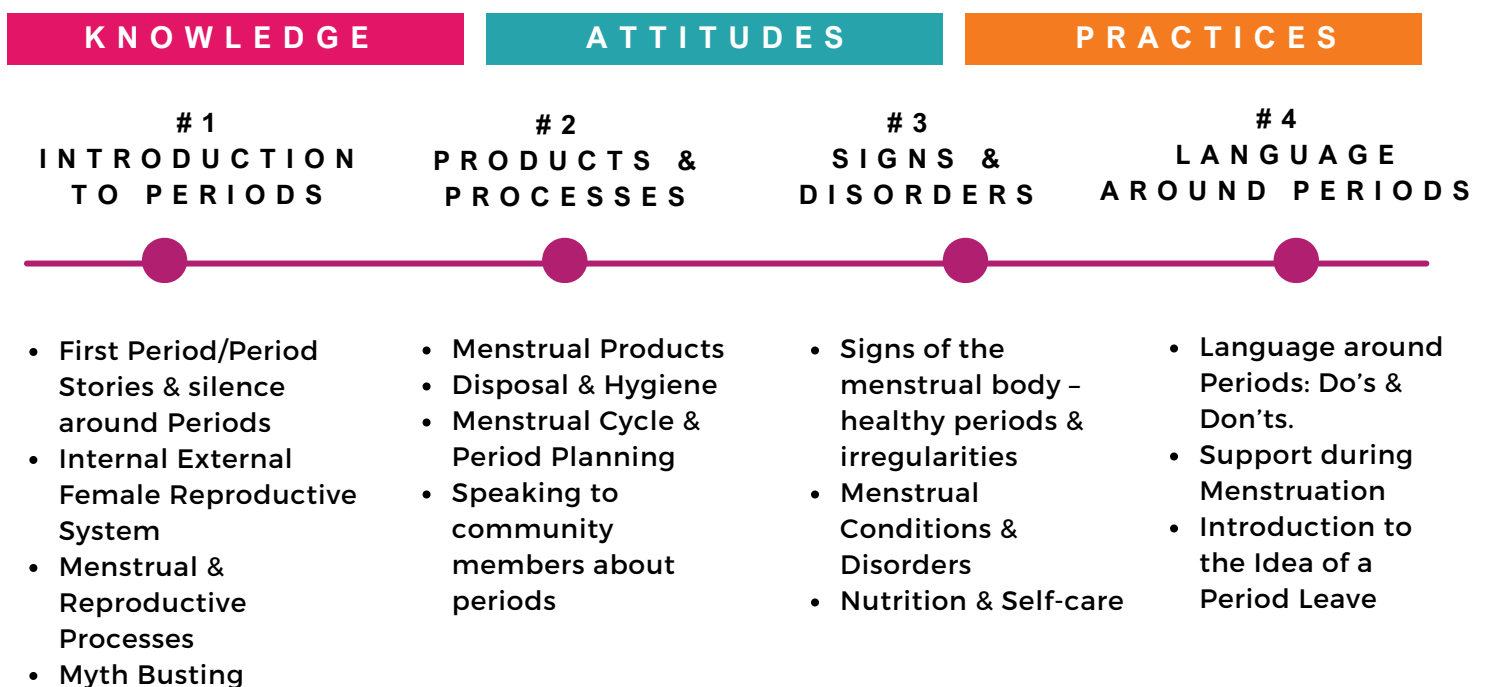 KNOWLEDGE
ATTITUDES
PRACTICES
#1
INTRODUCTION
TO PERIODS
#2
PRODUCTS &
PROCESSES
#3
SIGNS &
DISORDERS
#4
LANGUAGE
AROUND PERIODS
• First Period/Period
Stories & silence
around Periods
• Internal External
Female Reproductive
System
• Menstrual &
Reproductive
Processes
• Myth Busting
• Menstrual Products
• Disposal & Hygiene
• Menstrual Cycle &
Period Planning
• Speaking to
community
members about
periods
• Signs of the
menstrual body –
healthy periods &
irregularities
• Menstrual
Conditions &
Disorders
• Nutrition & Self-care
• Language around
Periods: Do’s &
Don’ts.
• Support during
Menstruation
• Introduction to
the Idea of a
Period Leave